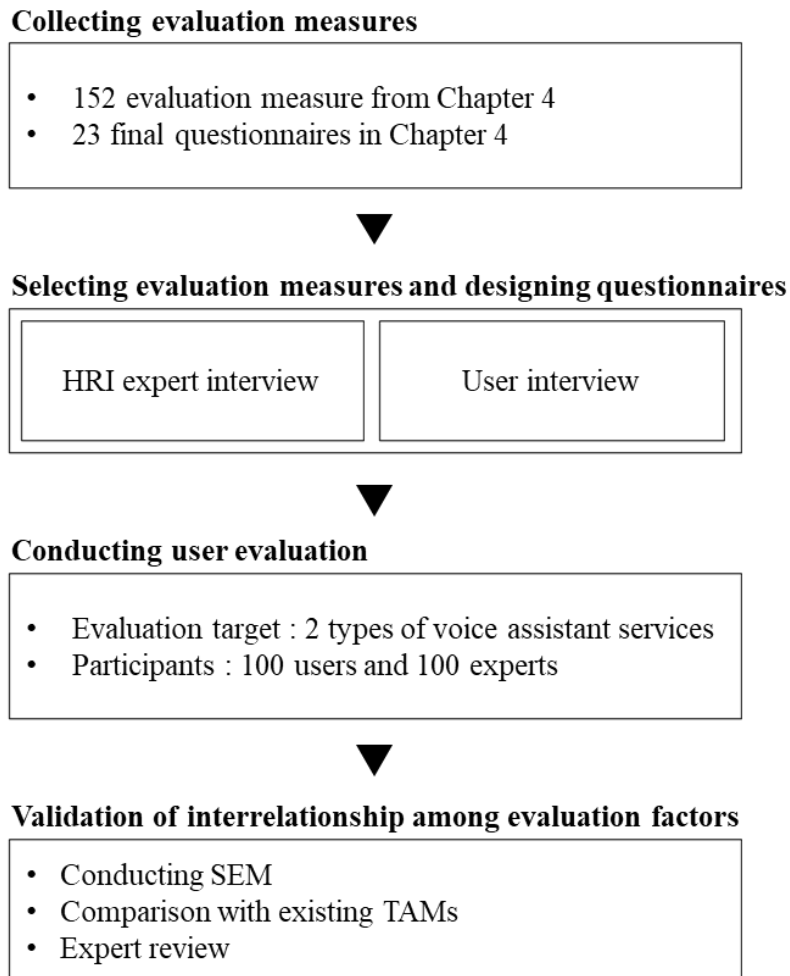 Collecting evaluation measures
• 152 evaluation measure from Chapter 4
• 23 final questionnaires in Chapter 4
Selecting evaluation measures and designing questionnaires
HRI expert interview
User interview
Conducting user evaluation
• Evaluation target : 2 types of voice assistant services
• Participants : 100 users and 100 experts
Validation of interrelationship among evaluation factors
• Conducting SEM
• Comparison with existing TAMs
• Expert review